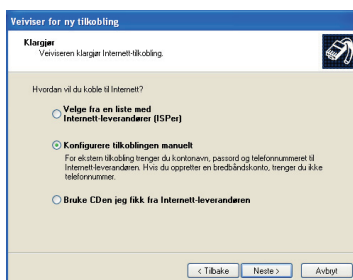 Veiviser for ny tilkobling
Klargjør
Veiviseren klargjør Internett-tilkobling.
Hvordan vil du koble til Internett?
Velge fra en liste med
Internett-leverandører (ISPer)
Konfigurere tilkoblingen manuelt
For ekstern tilkobling trenger du kontonavn, passord og telefonnummeret til
Internett-leverandøren. Hvis du oppretter en bredbåndskonto, trenger du ikke
telefonnummer.
Bruke CDen jeg fikk fra Internett-leverandøren
< Tilbake
Neste >
Avbryt